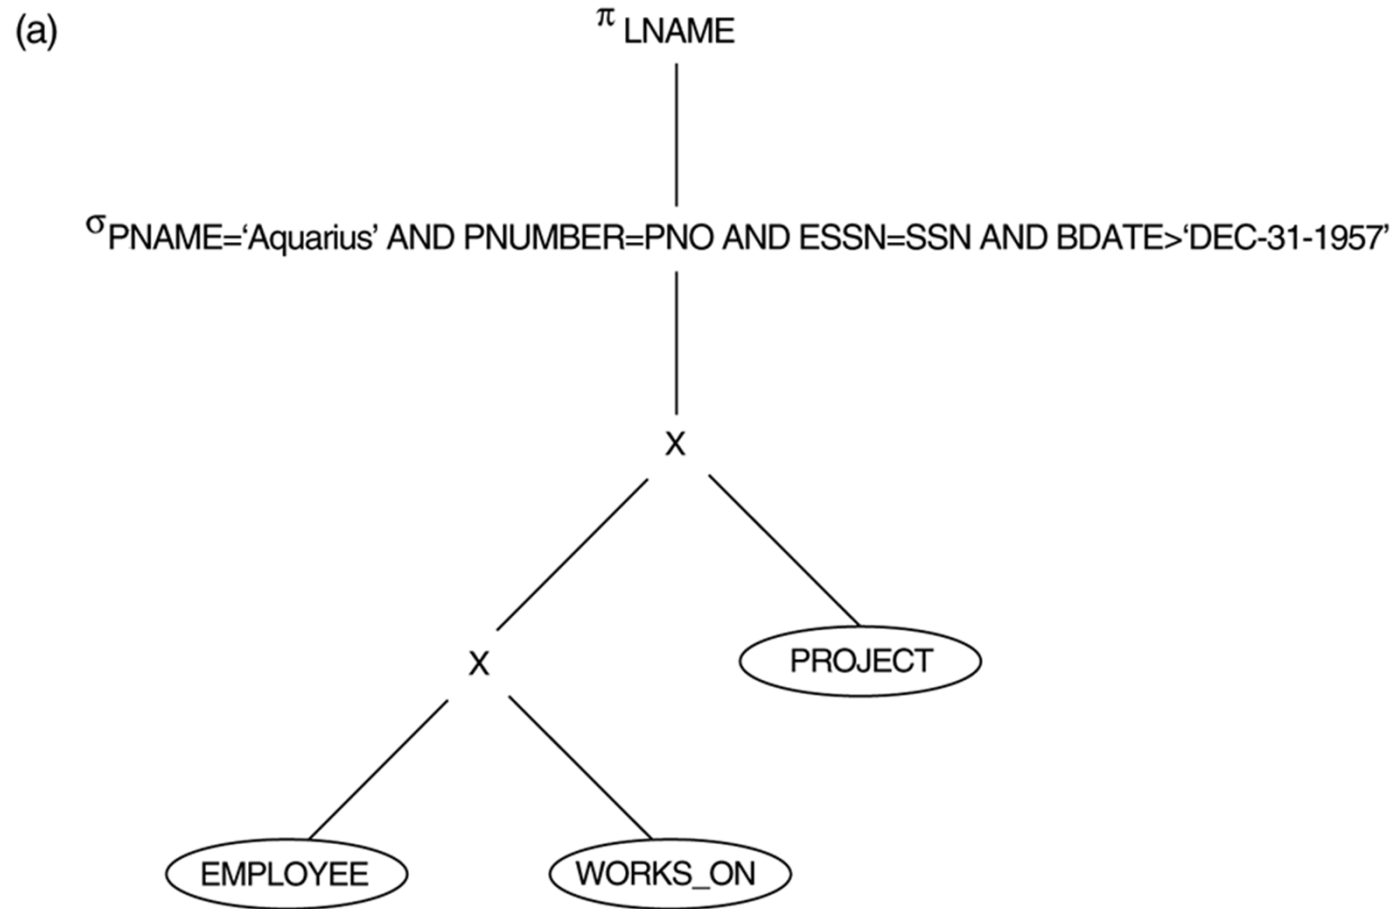 (a)
π LNAME
σ PNAME=‘Aquarius’ AND PNUMBER=PNO AND ESSN=SSN AND BDATE>‘DEC-31-1957’
X
X
PROJECT
EMPLOYEE
WORKS_ON